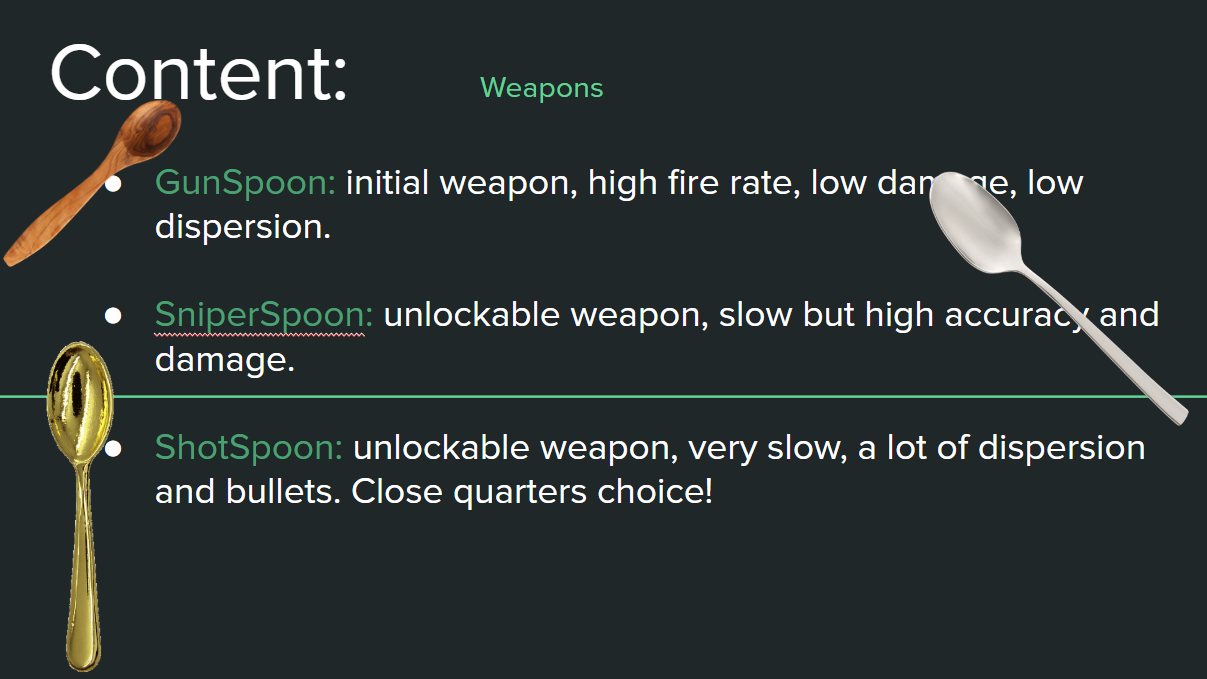 Content:
Weapons
● GunSpoon: initial weapon, high fire rate, low damage, low
dispersion.
● SniperSpoon: unlockable weapon, slow but high accuracy and
damage.
● ShotSpoon: unlockable weapon, very slow, a lot of dispersion
and bullets. Close quarters choice!